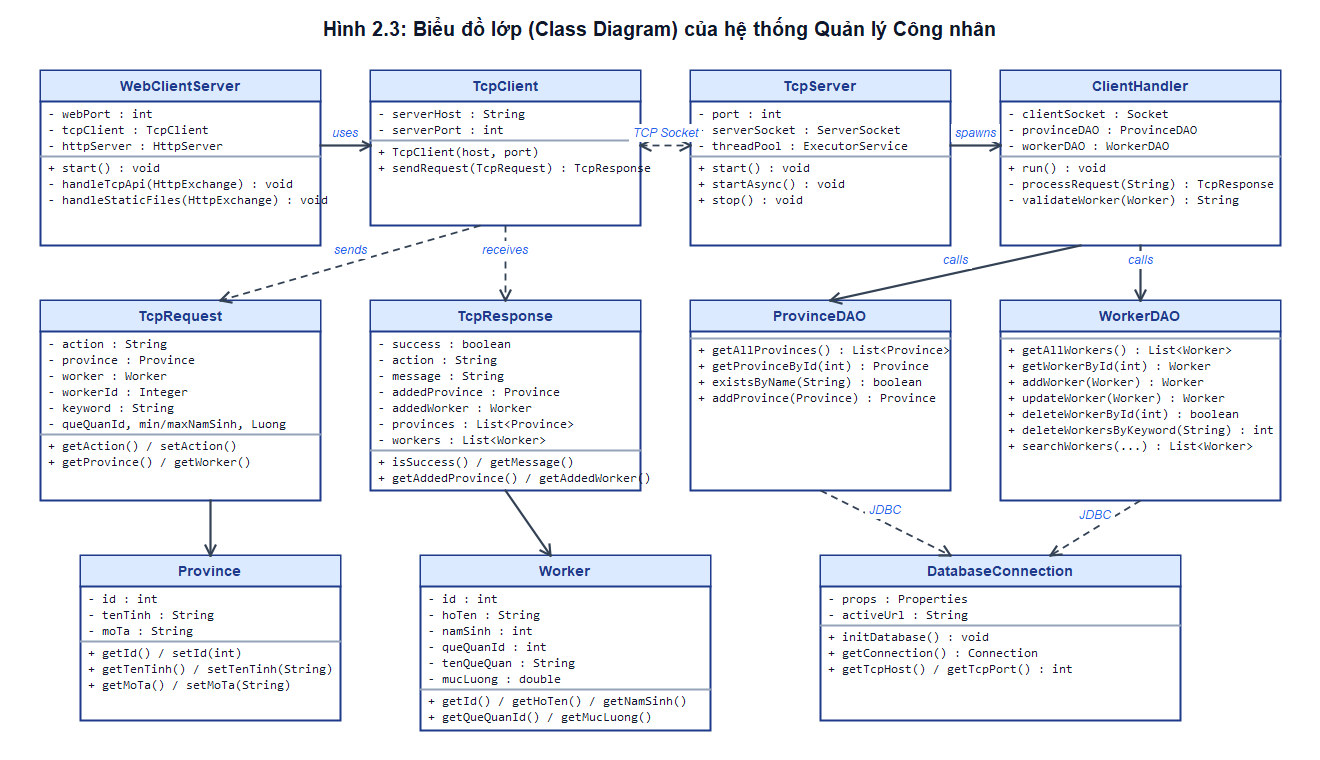 Hình 2.3: Biểu đồ lớp (Class Diagram) của hệ thống Quản lý Công nhân
WebClientServer
- webPort : int
- tcpClient : TcpClient
- httpServer : HttpServer
+ start() : void
- handleTcpApi(HttpExchange) : void
- handleStaticFiles(HttpExchange) : void
uses
TcpClient
- serverHost : String
- serverPort : int
+ TcpClient(host, port)
+ sendRequest(TcpRequest) : TcpResponse
TCP Socket
TcpServer
- port : int
- serverSocket : ServerSocket
- threadPool : ExecutorService
+ start() : void
+ startAsync() : void
+ stop() : void
spawns
ClientHandler
- clientSocket : Socket
- provinceDAO : ProvinceDAO
- workerDAO : WorkerDAO
+ run() : void
- processRequest(String) : TcpResponse
- validateWorker(Worker) : String
sends
receives
calls
calls
TcpRequest
- action : String
- province : Province
- worker : Worker
- workerId : Integer
- keyword : String
- queQuanId, min/maxNamSinh, Luong
+ getAction() / setAction()
+ getProvince() / getWorker()
TcpResponse
- success : boolean
- action : String
- message : String
- addedProvince : Province
- addedWorker : Worker
- provinces : List<Province>
- workers : List<Worker>
+ isSuccess() / getMessage()
+ getAddedProvince() / getAddedWorker()
ProvinceDAO
+ getAllProvinces() : List<Province>
+ getProvinceById(int) : Province
+ existsByName(String) : boolean
+ addProvince(Province) : Province
WorkerDAO
+ getAllWorkers() : List<Worker>
+ getWorkerById(int) : Worker
+ addWorker(Worker) : Worker
+ updateWorker(Worker) : Worker
+ deleteWorkerById(int) : boolean
+ deleteWorkersByKeyword(String) : int
+ searchWorkers(...) : List<Worker>
JDBC
JDBC
Province
- id : int
- tenTinh : String
- moTa : String
+ getId() / setId(int)
+ getTenTinh() / setTenTinh(String)
+ getMoTa() / setMoTa(String)
Worker
- id : int
- hoTen : String
- namSinh : int
- queQuanId : int
- tenQueQuan : String
- mucLuong : double
+ getId() / getHoTen() / getNamSinh()
+ getQueQuanId() / getMucLuong()
DatabaseConnection
- props : Properties
- activeUrl : String
+ initDatabase() : void
+ getConnection() : Connection
+ getTcpHost() / getTcpPort() : int